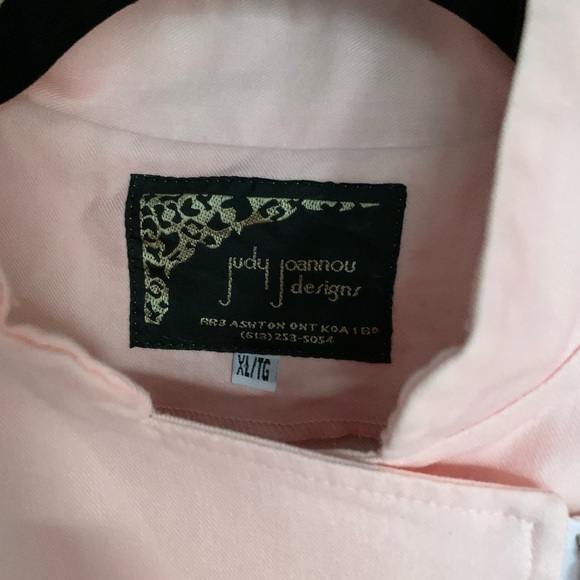 judy joannou
designs
RR3 ASHTON ONT K0A 1B0
(613)253-5054
XL/TG